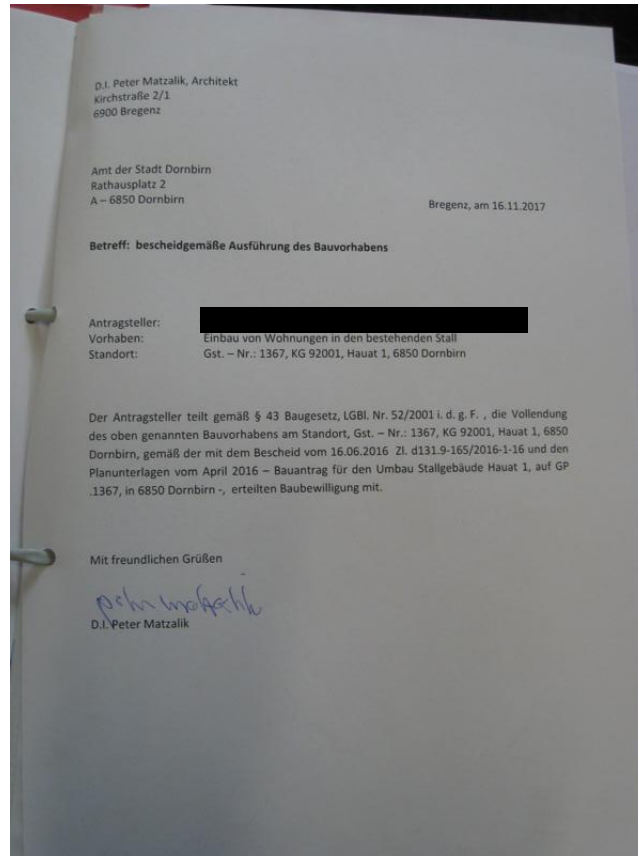 D.I. Peter Matzalik, Architekt
Kirchstraße 2/1
6900 Bregenz
Amt der Stadt Dornbirn
Rathausplatz 2
A – 6850 Dornbirn
Bregenz, am 16.11.2017
Betreff: bescheidgemäße Ausführung des Bauvorhabens
Antragsteller:
Vorhaben: Einbau von Wohnungen in den bestehenden Stall
Standort: Gst. – Nr.: 1367, KG 92001, Hauat 1, 6850 Dornbirn
Der Antragsteller teilt gemäß § 43 Baugesetz, LGBl. Nr. 52/2001 i. d. g. F. , die Vollendung
des oben genannten Bauvorhabens am Standort, Gst. – Nr.: 1367, KG 92001, Hauat 1, 6850
Dornbirn, gemäß der mit dem Bescheid vom 16.06.2016 Zl. d131.9-165/2016-1-16 und den
Planunterlagen vom April 2016 – Bauantrag für den Umbau Stallgebäude Hauat 1, auf GP
.1367, in 6850 Dornbirn -, erteilten Baubewilligung mit.
Mit freundlichen Grüßen
peter matzalik
D.I. Peter Matzalik